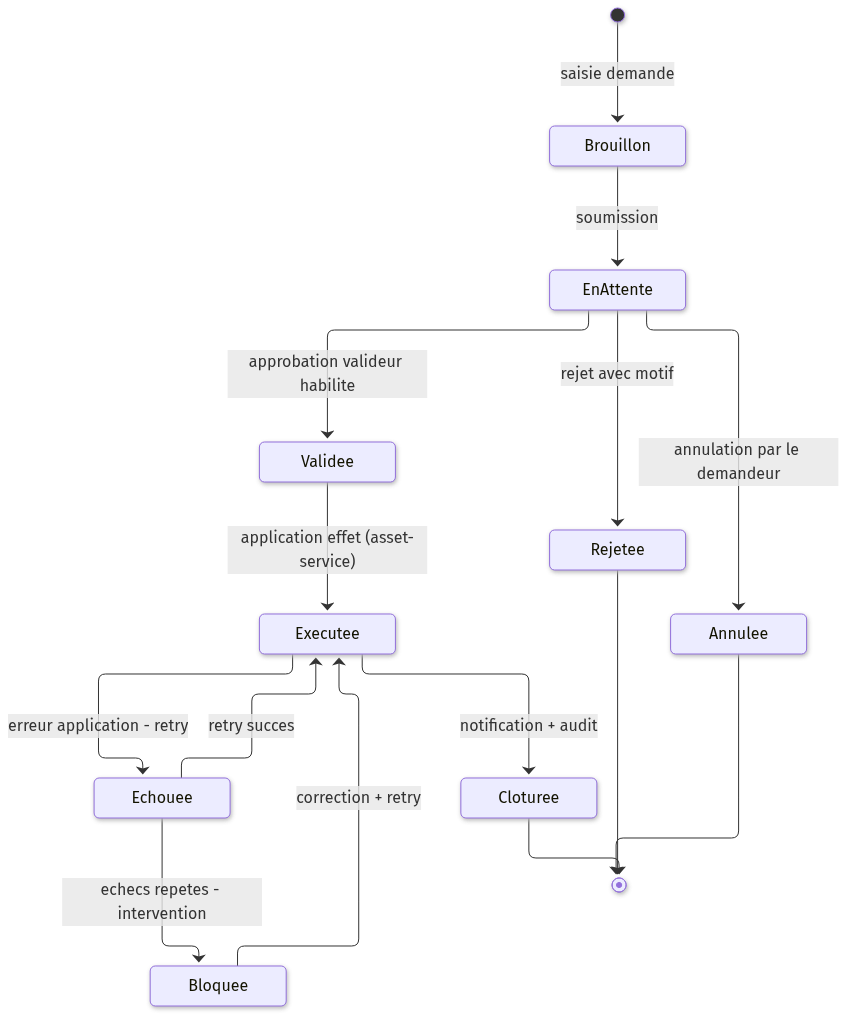 saisie demande
Brouillon
soumission
EnAttente
approbation valideur
habilite
rejet avec motif
annulation par le
demandeur
Validee
application effet (asset-
service)
Rejetee
Executee
Annulee
erreur application - retry
retry succes
notification + audit
Echouee
correction + retry
Cloturee
echecs repetes -
intervention
Bloquee